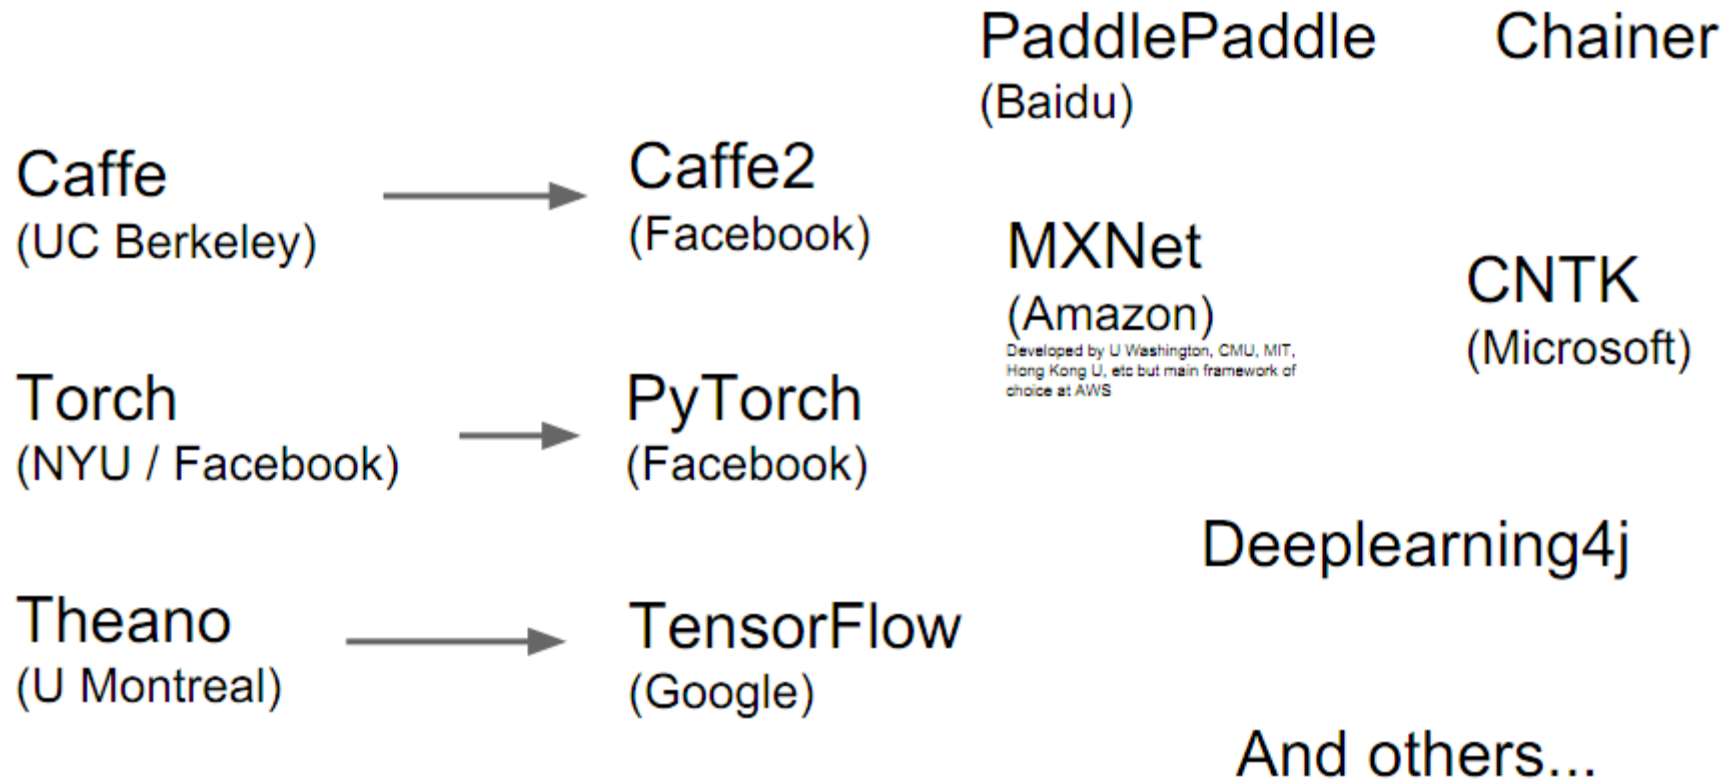 PaddlePaddle
(Baidu)
Chainer
Caffe
(UC Berkeley)
Caffe2
(Facebook)
MXNet
(Amazon)
Developed by U Washington, CMU, MIT,
Hong Kong U, etc but main framework of
choice at AWS
CNTK
(Microsoft)
Torch
(NYU / Facebook)
PyTorch
(Facebook)
Deeplearning4j
Theano
(U Montreal)
TensorFlow
(Google)
And others...